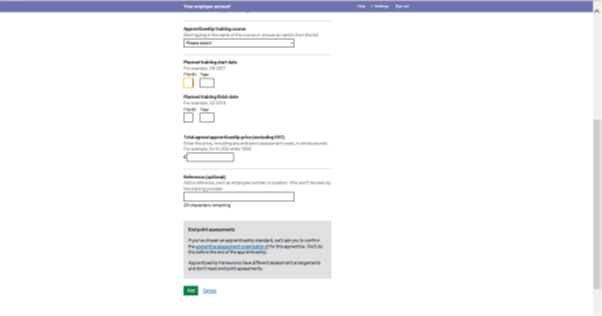 Your employer account
Help Settings Sign out
Apprenticeship training course
Start typing in the name of the course or choose an option from the list
Please select
Planned training start date
For example, 09 2017
Month Year
Planned training finish date
For example, 02 2019
Month Year
Total agreed apprenticeship price (excluding VAT)
Enter the price, including any end point assessment costs, in whole pounds.
For example, for £1,500 enter 1500
£
Reference (optional)
Add a reference, such as employee number or location - this won't be seen by
the training provider
20 characters remaining
End point assessments
If you've chosen an apprenticeship standard, we'll ask you to confirm
the apprentice assessment organisation for this apprentice. You'll do
this before the end of the apprenticeship.
Apprenticeship frameworks have different assessment arrangements
and don't need end point assessments.
Add Cancel